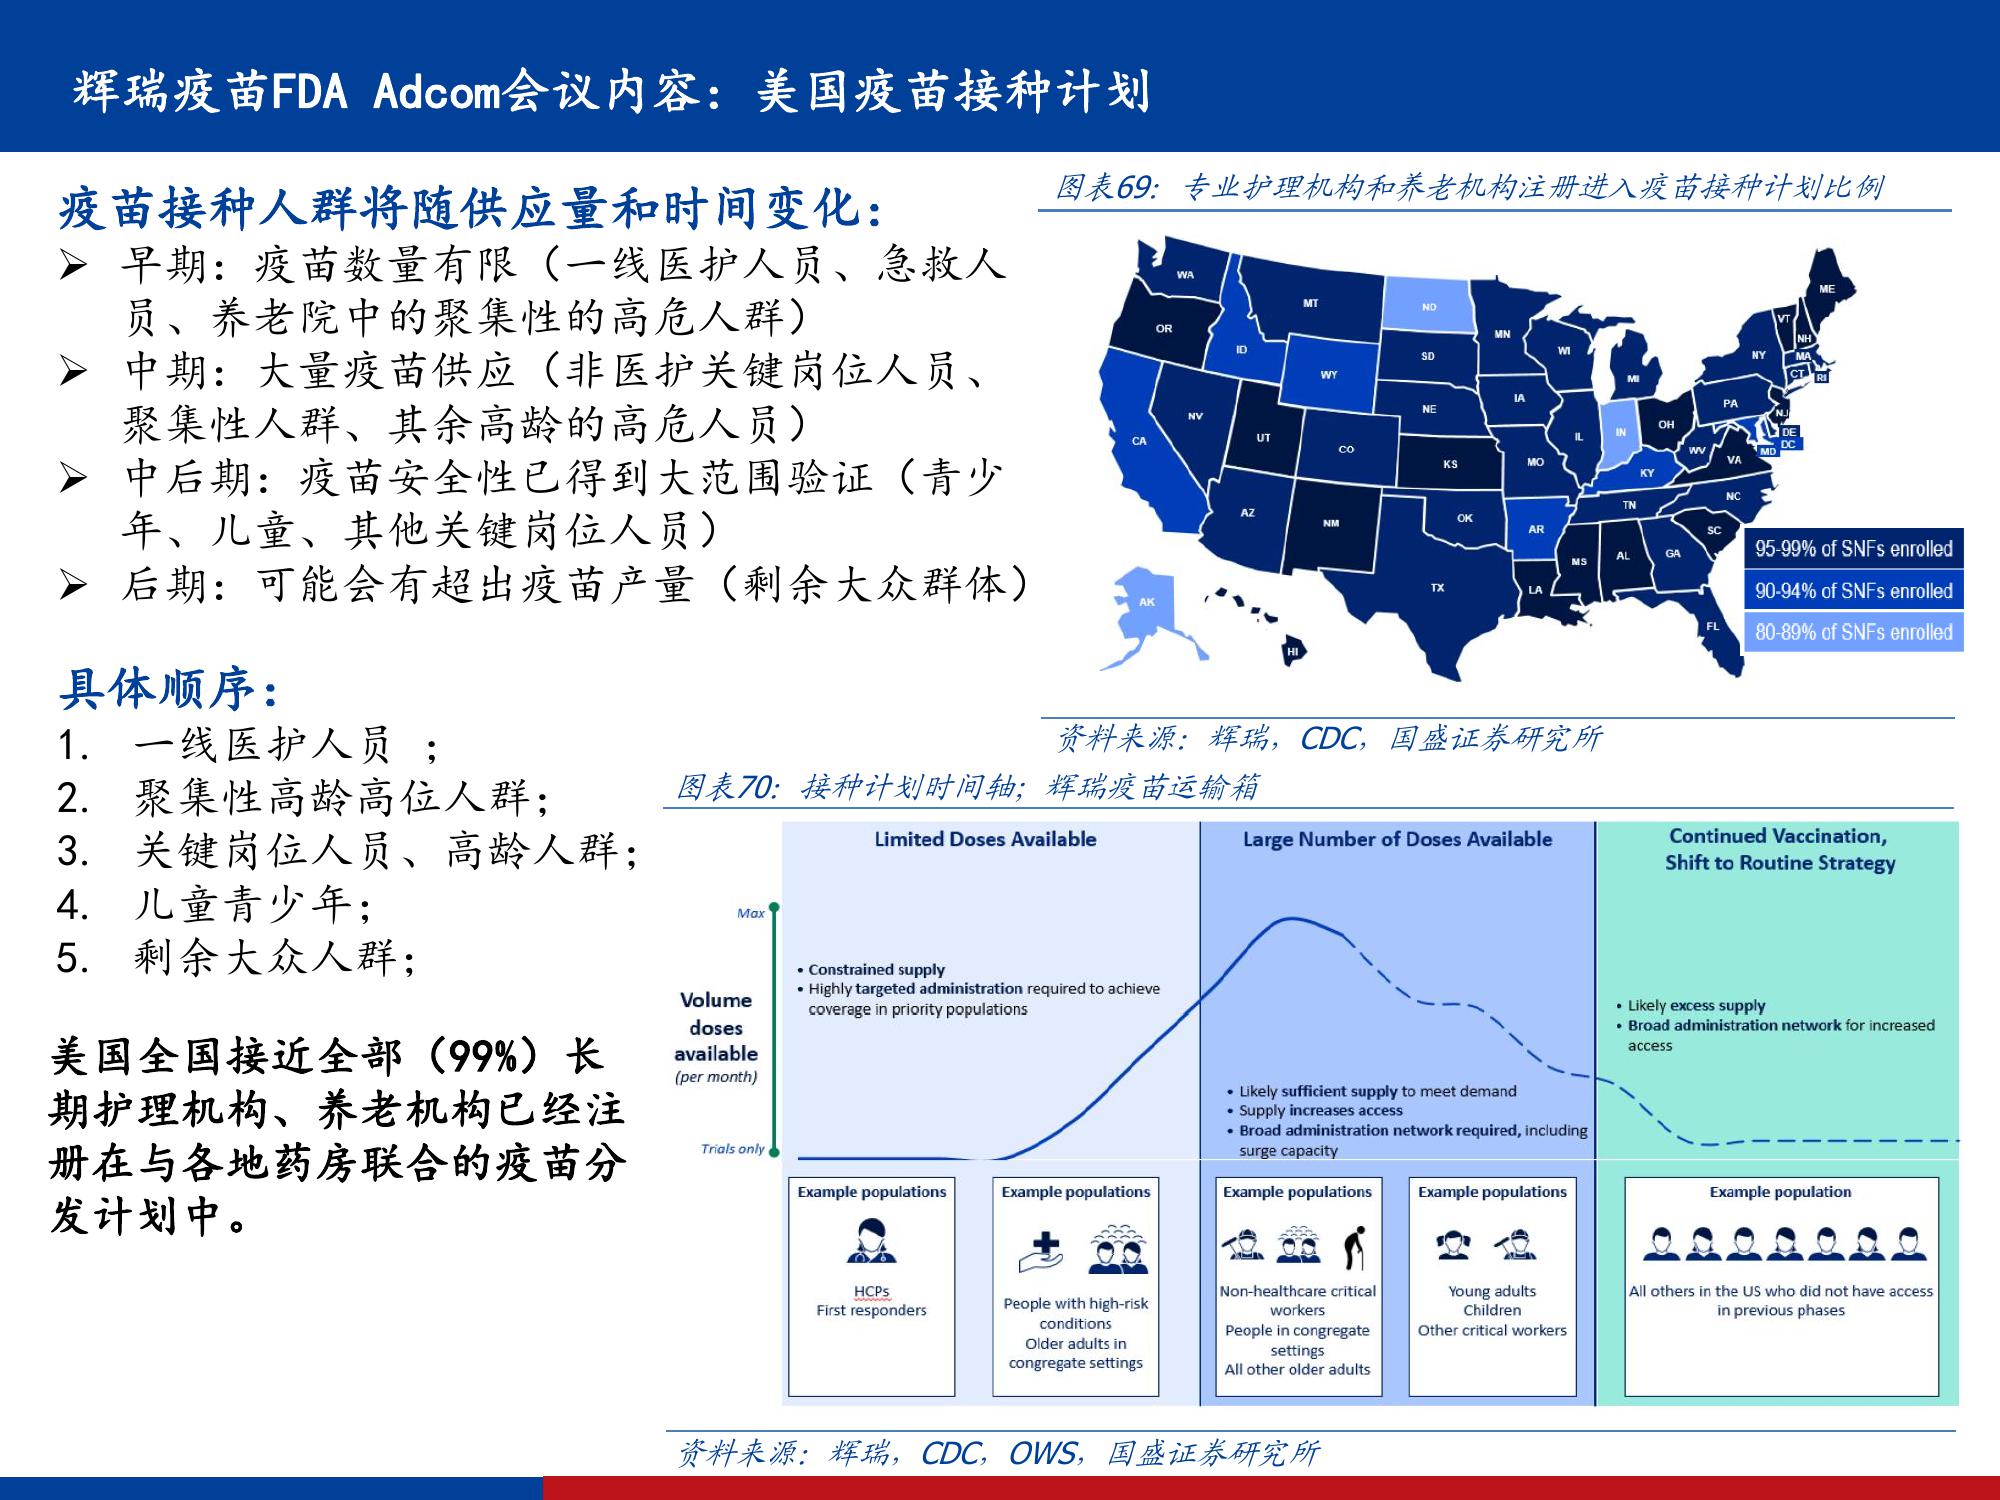 辉瑞疫苗FDA Adcom会议内容：美国疫苗接种计划
疫苗接种人群将随供应量和时间变化：
➢ 早期：疫苗数量有限（一线医护人员、急救人
员、养老院中的聚集性的高危人群）
➢ 中期：大量疫苗供应（非医护关键岗位人员、
聚集性人群、其余高龄的高危人员）
➢ 中后期：疫苗安全性已得到大范围验证（青少
年、儿童、其他关键岗位人员）
➢ 后期：可能会有超出疫苗产量（剩余大众群体）
具体顺序：
1. 一线医护人员 ；
2. 聚集性高龄高位人群；
3. 关键岗位人员、高龄人群；
4. 儿童青少年；
5. 剩余大众人群；
美国全国接近全部（99%）长
期护理机构、养老机构已经注
册在与各地药房联合的疫苗分
发计划中。
图表69：专业护理机构和养老机构注册进入疫苗接种计划比例
WA
MT
ND
ME
OR
ID
MN
VT
NH
WY
SD
WI
NY
MA
CT
RI
MI
NV
NE
IA
PA
NJ
CA
UT
CO
KS
MO
IL
IN
OH
WV
VA
DE
DC
MD
KY
AZ
NM
OK
AR
TN
NC
SC
TX
LA
MS
AL
GA
FL
AK
HI
95-99% of SNFs enrolled
90-94% of SNFs enrolled
80-89% of SNFs enrolled
资料来源：辉瑞，CDC，国盛证券研究所
图表70：接种计划时间轴；辉瑞疫苗运输箱
Limited Doses Available
Large Number of Doses Available
Continued Vaccination,
Shift to Routine Strategy
Max
Volume
doses
available
(per month)
Trials only
• Constrained supply
• Highly targeted administration required to achieve
coverage in priority populations
• Likely sufficient supply to meet demand
• Supply increases access
• Broad administration network required, including
surge capacity
• Likely excess supply
• Broad administration network for increased
access
Example populations
HCPs
First responders
Example populations
People with high-risk
conditions
Older adults in
congregate settings
Example populations
Non-healthcare critical
workers
People in congregate
settings
All other older adults
Example populations
Young adults
Children
Other critical workers
Example population
All others in the US who did not have access
in previous phases
资料来源：辉瑞，CDC，OWS，国盛证券研究所